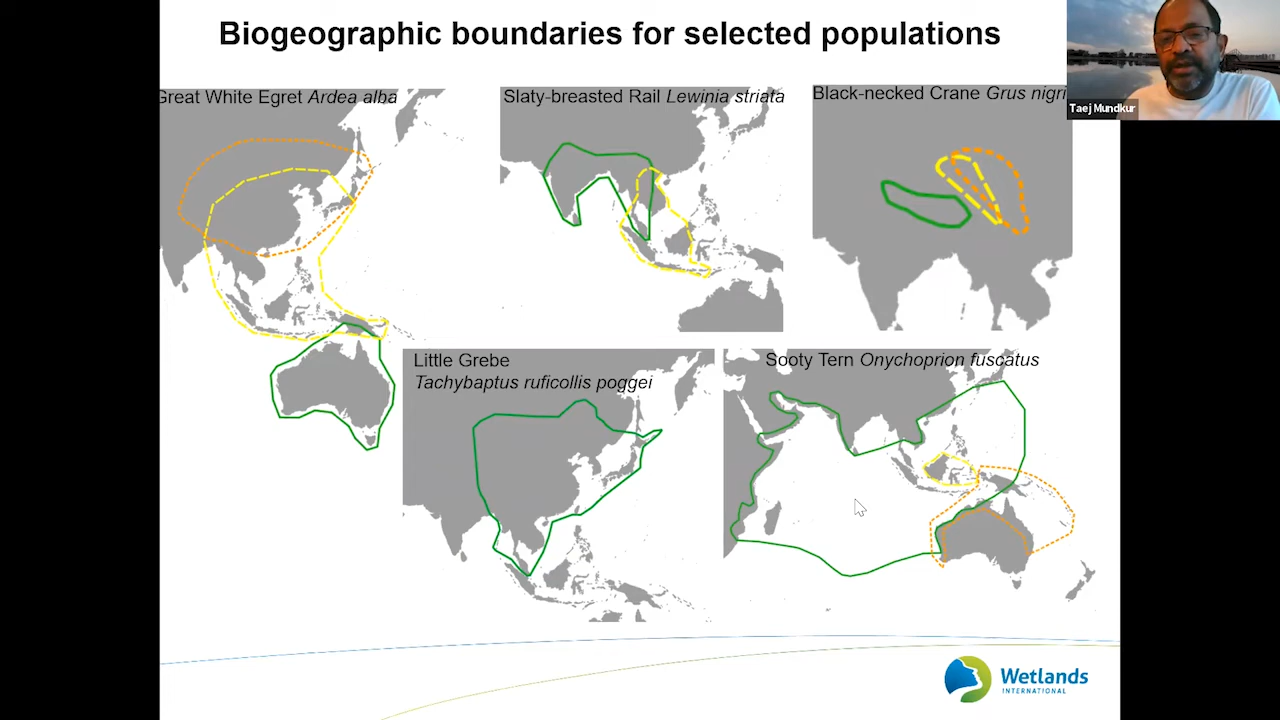 Biogeographic boundaries for selected populations
Taej Mundkur
Great White Egret Ardea alba
Slaty-breasted Rail Lewinia striata
Black-necked Crane Grus nigri
Little Grebe
Tachybaptus ruficollis poggei
Sooty Tern Onychoprion fuscatus
Wetlands
INTERNATIONAL